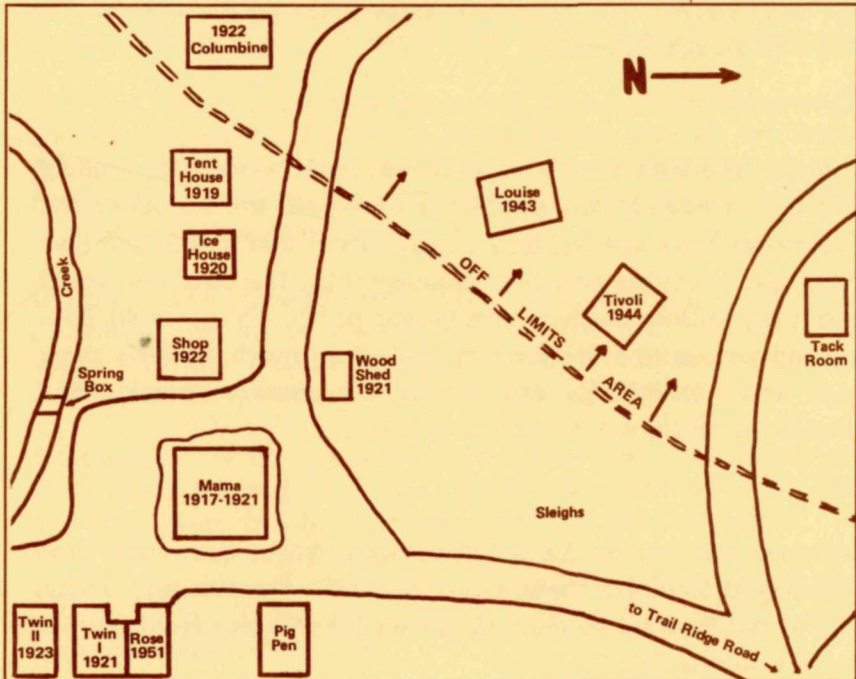 1922
Columbine
N
Tent
House
1919
Louise
1943
Ice
House
1920
Creek
OFF
LIMITS
AREA
Tivoli
1944
Tack
Room
Shop
1922
Wood
Shed
1921
Spring
Box
Mama
1917-1921
Sleighs
Twin
II
1923
Twin
I
1921
Rose
1951
Pig
Pen
to Trail Ridge Road